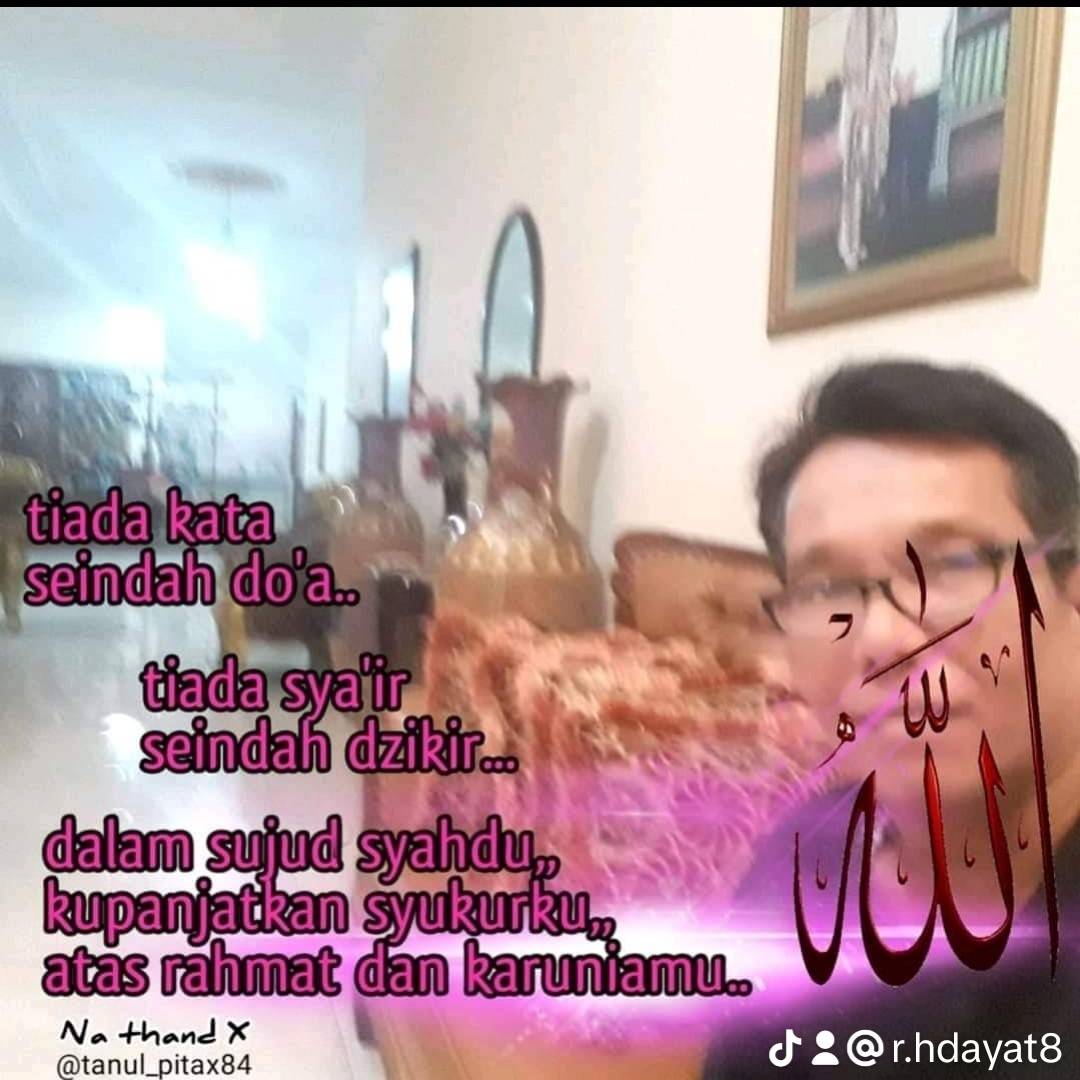 tiada kata
seindah do'a..
tiada sya'ir
seindah dzikir...
dalam sujud syahdu,,
kupanjatkan syukurku,,
atas rahmat dan karuniamu..
الله
Na thand X
@tanul_pitax84
@r.hdayat8